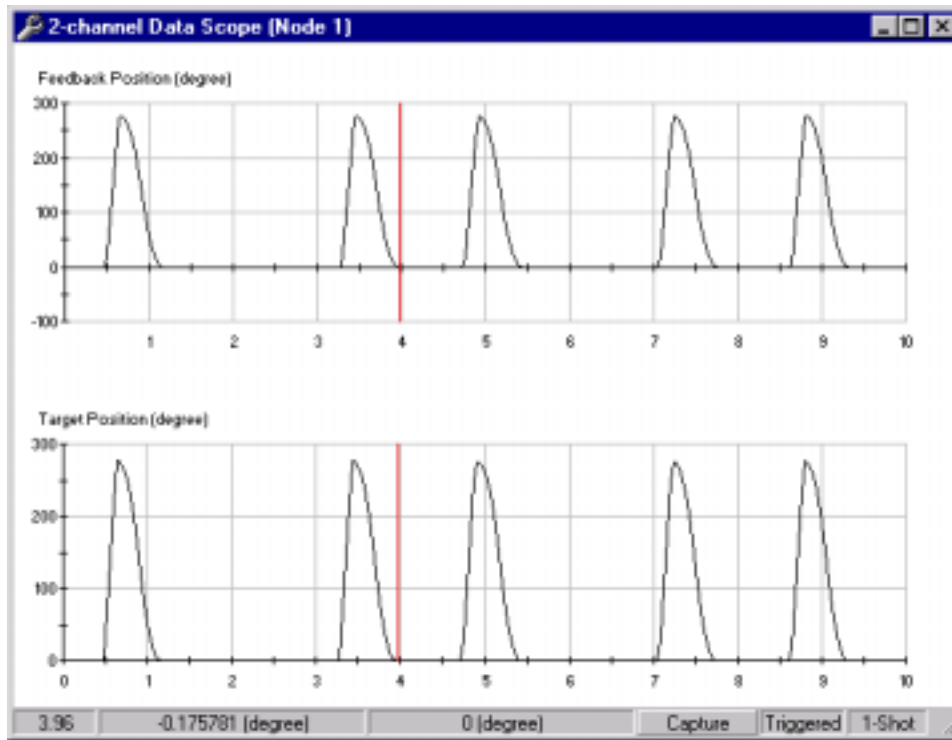 2-channel Data Scope (Node 1)
Feedback Position (degree)
300
200
100
0
-100
1 2 3 4 5 6 7 8 9 10
Target Position (degree)
300
200
100
0
0 1 2 3 4 5 6 7 8 9 10
3.96 -0.175781 (degree) 0 (degree) Capture Triggered 1-Shot